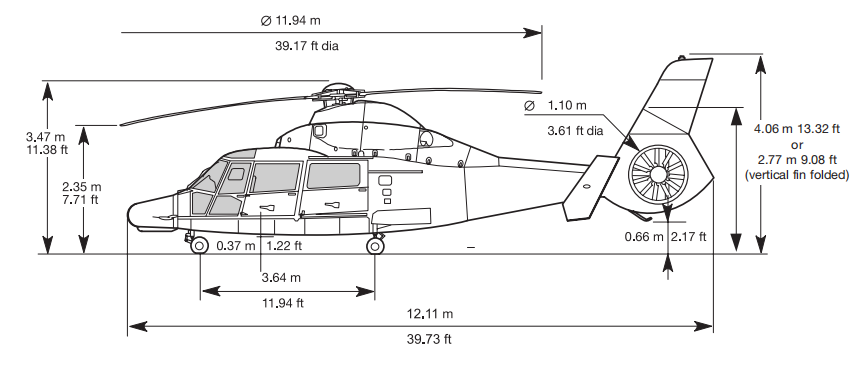 Ø 11.94 m
39.17 ft dia
Ø 1.10 m
3.61 ft dia
3.47 m
11.38 ft
4.06 m 13.32 ft
or
2.77 m 9.08 ft
(vertical fin folded)
2.35 m
7.71 ft
0.37 m 1.22 ft
0.66 m 2.17 ft
3.64 m
11.94 ft
12.11 m
39.73 ft